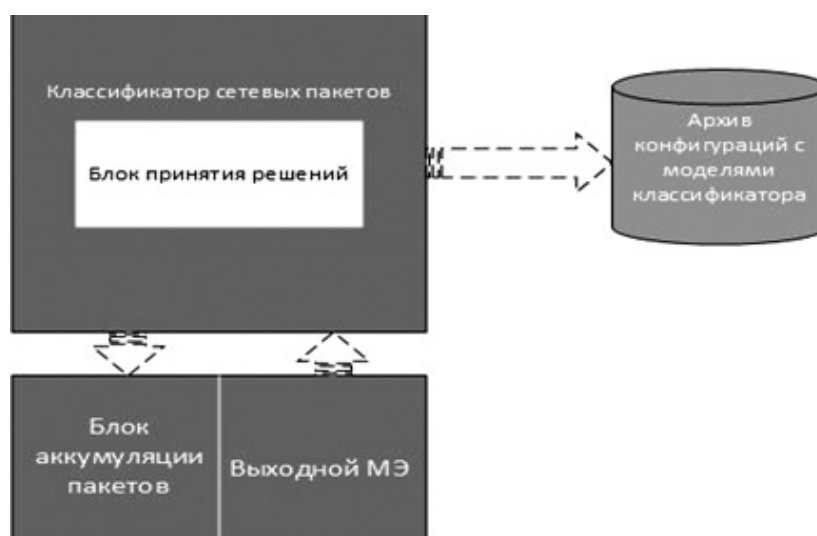 Классификатор сетевых пакетов
Блок принятия решений
Архив
конфигураций с
моделями
классификатора
Блок
аккумуляции
пакетов
Выходной МЭ